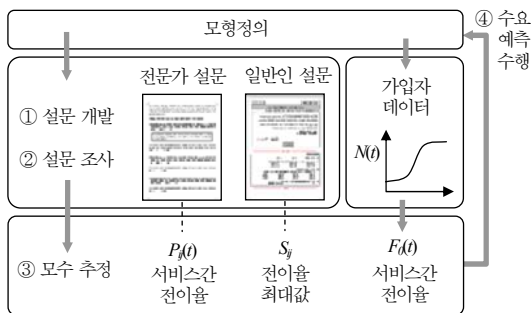 모형정의
④ 수요
예측
수행
전문가 설문
일반인 설문
① 설문 개발
② 설문 조사
가입자
데이터
N(t)
③ 모수 추정
P_ij(t)
서비스간
전이율
S_ij
전이율
최대값
F_0(t)
서비스간
전이율